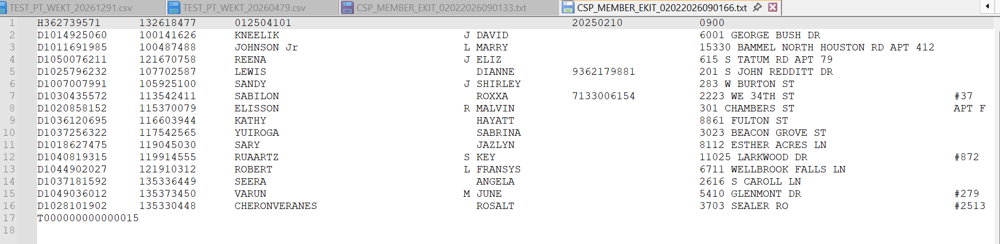 TEST_PT_WEKT_20261291.csv TEST_PT_WEKT_20260479.csv CSP_MEMBER_EKIT_02022026090133.txt CSP_MEMBER_EKIT_02022026090166.txt
1 H362739571 132618477 012504101 20250210 0900
2 D1014925060 100141626 KNEELIK J DAVID 6001 GEORGE BUSH DR
3 D1011691985 100487488 JOHNSON Jr L MARRY 15330 BAMMEL NORTH HOUSTON RD APT 412
4 D1050076211 121670758 REENA J ELIZ 615 S TATUM RD APT 79
5 D1025796232 107702587 LEWIS DIANNE 9362179881 201 S JOHN REDDITT DR
6 D1007007991 105925100 SANDY J SHIRLEY 283 W BURTON ST
7 D1030435572 113542411 SABILON ROXXA 7133006154 2223 WE 34TH ST #37
8 D1020858152 115370079 ELISSON R MALVIN 301 CHAMBERS ST APT F
9 D1036120695 116603944 KATHY HAYATT 8861 FULTON ST
10 D1037256322 117542565 YUIROGA SABRINA 3023 BEACON GROVE ST
11 D1018627475 119045030 SARY JAZLYN 8112 ESTHER ACRES LN
12 D1040819315 119914555 RUAARTZ S KEY 11025 LARKWOOD DR #872
13 D1044902027 121910312 ROBERT L FRANSYS 6711 WELLBROOK FALLS LN
14 D1037181592 135336449 SEERA ANGELA 2616 S CAROLL LN
15 D1049036012 135373450 VARUN M JUNE 5410 GLENMONT DR #279
16 D1028101902 135330448 CHERONVERANES ROSALT 3703 SEALER RO #2513
17 T000000000000015
18